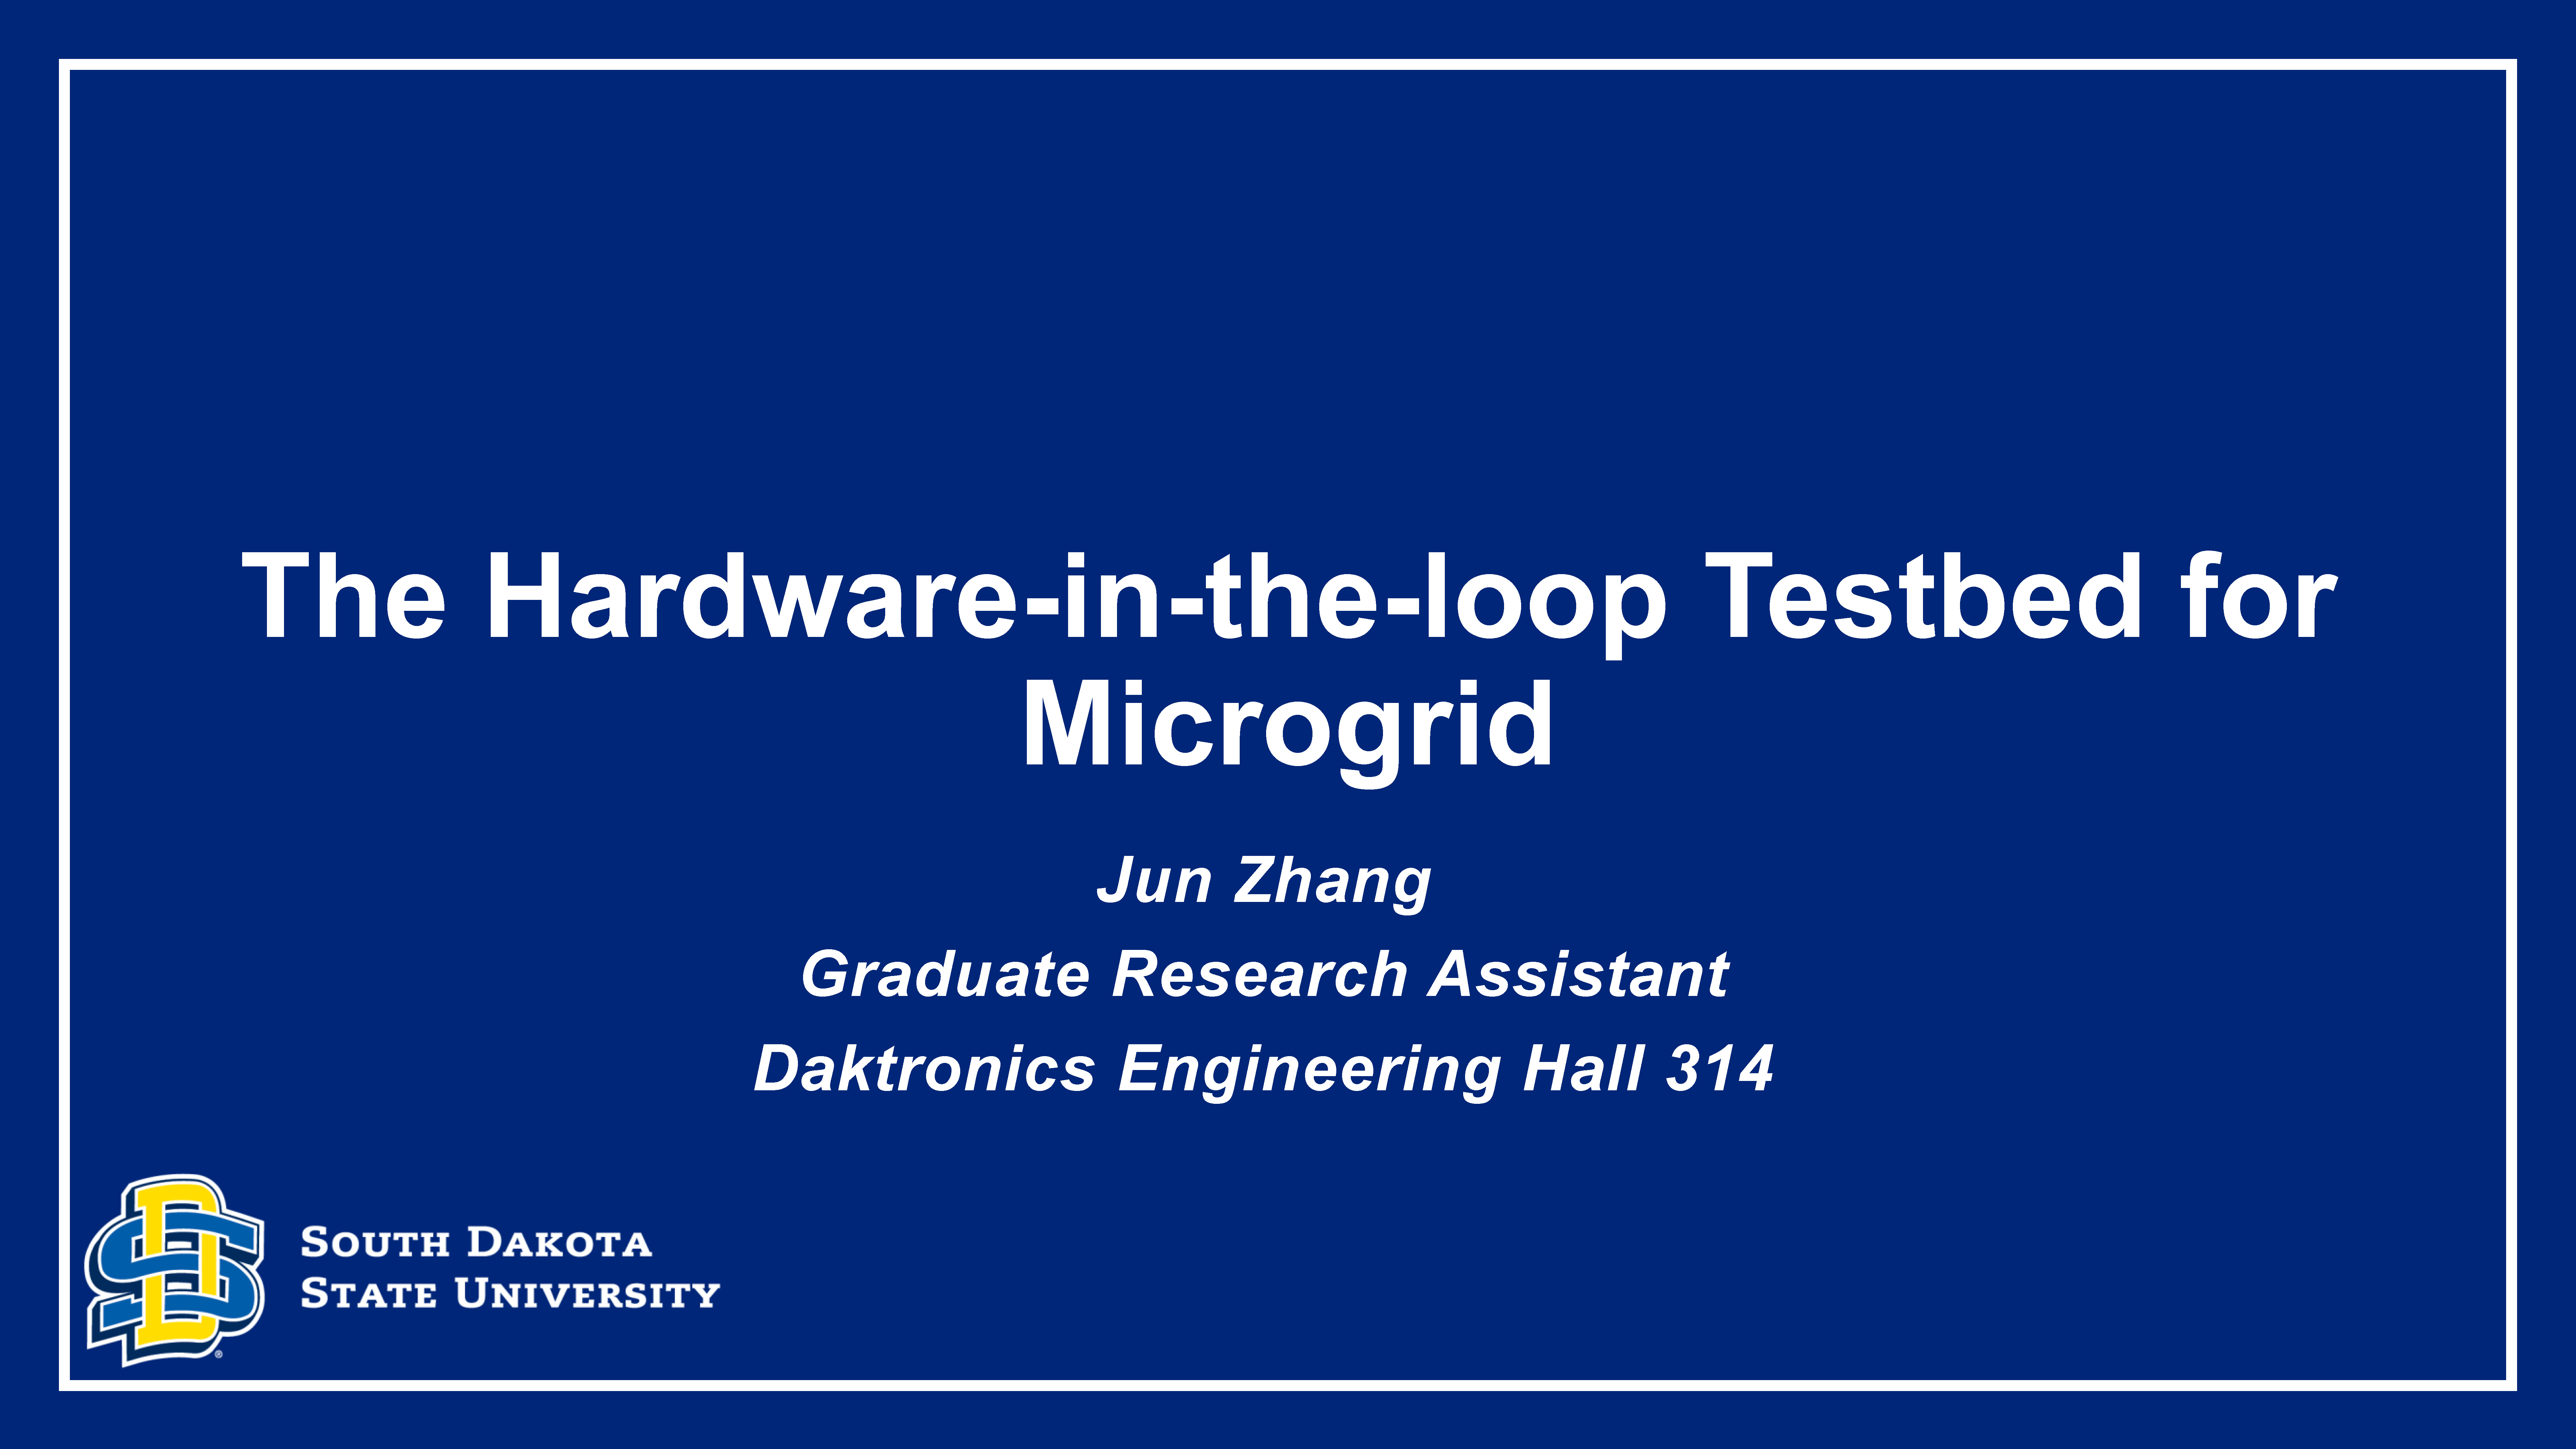 The Hardware-in-the-loop Testbed for
Microgrid
Jun Zhang
Graduate Research Assistant
Daktronics Engineering Hall 314
SOUTH DAKOTA
STATE UNIVERSITY